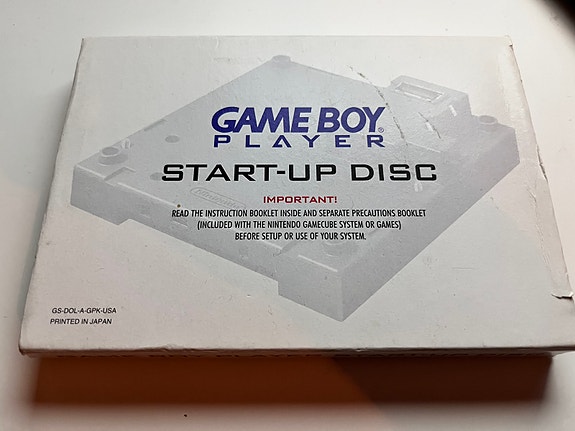 GAME BOY
PLAYER
START-UP DISC
IMPORTANT!
READ THE INSTRUCTION BOOKLET INSIDE AND SEPARATE PRECAUTIONS BOOKLET
(INCLUDED WITH THE NINTENDO GAMECUBE SYSTEM OR GAMES)
BEFORE SETUP OR USE OF YOUR SYSTEM.
Nintendo
GS-DOL-A-GPK-USA
PRINTED IN JAPAN